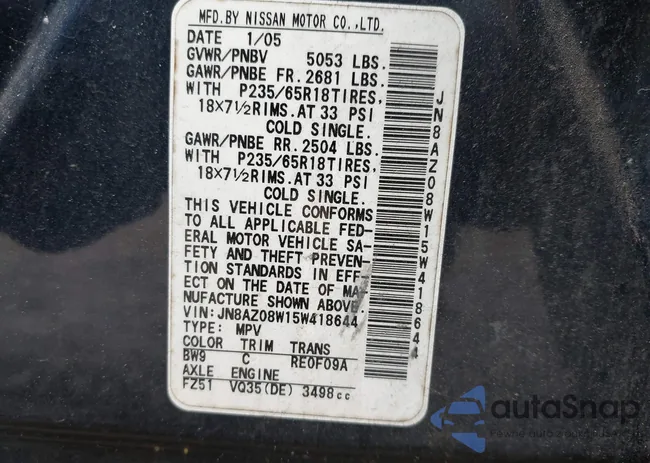 MFD.BY NISSAN MOTOR CO.,LTD.
DATE 1/05
GVWR/PNBV 5053 LBS.
GAWR/PNBE FR.2681 LBS.
WITH P235/65R18TIRES,
18X7½RIMS.AT 33 PSI
COLD SINGLE.
GAWR/PNBE RR.2504 LBS.
WITH P235/65R18TIRES,
18X7½RIMS.AT 33 PSI
COLD SINGLE.
THIS VEHICLE CONFORMS
TO ALL APPLICABLE FED-
ERAL MOTOR VEHICLE SA-
FETY AND THEFT PREVEN-
TION STANDARDS IN EFF-
ECT ON THE DATE OF MA-
NUFACTURE SHOWN ABOVE.
VIN:JN8AZ08W15W418644
TYPE: MPV
COLOR TRIM TRANS
BW9 C RE0F09A
AXLE ENGINE
FZ51 VQ35(DE) 3498cc
JN8AZ08W15W418644
autoSnap